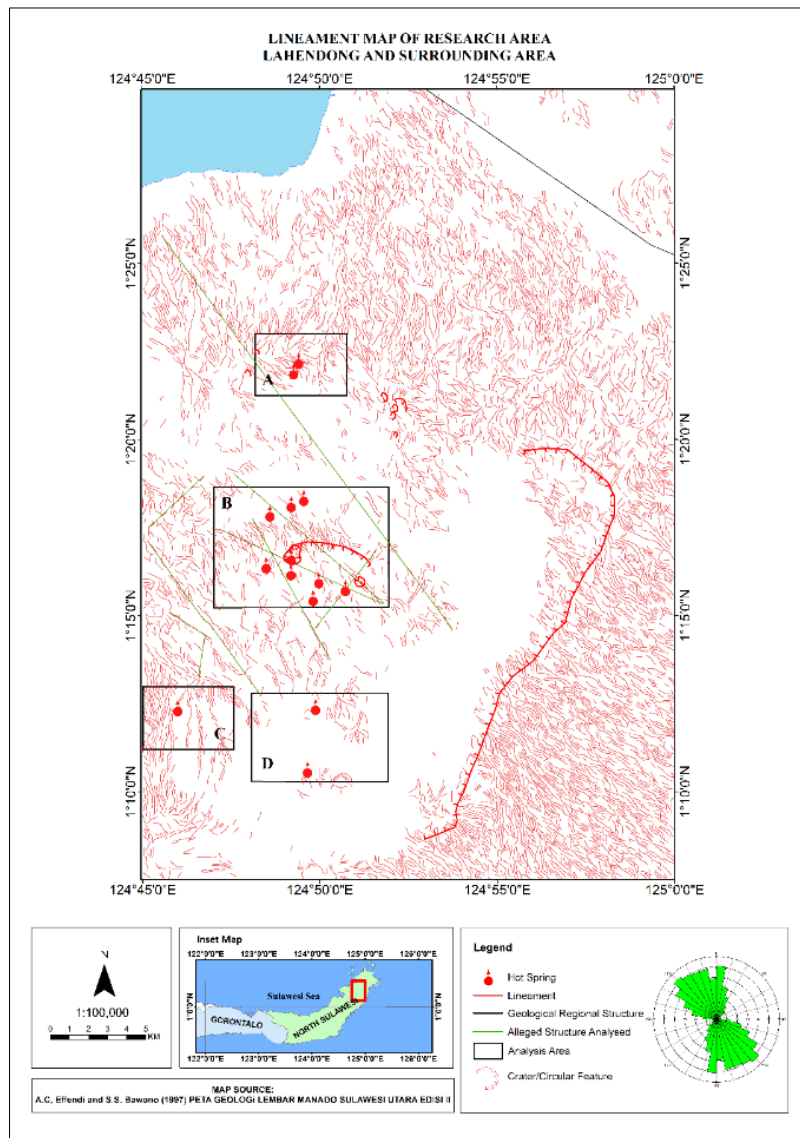 LINEAMENT MAP OF RESEARCH AREA
LAHENDONG AND SURROUNDING AREA
124°45'0"E 124°50'0"E 124°55'0"E 125°0'0"E
1°25'0"N 1°25'0"N
A
1°20'0"N 1°20'0"N
B
1°15'0"N 1°15'0"N
C
D
1°10'0"N 1°10'0"N
124°45'0"E 124°50'0"E 124°55'0"E 125°0'0"E
N
1:100,000
0 1 2 3 4 5
KM
Inset Map
122°0'0"E 123°0'0"E 124°0'0"E 125°0'0"E 126°0'0"E
Sulawesi Sea
1°0'0"N 1°0'0"N
GORONTALO
NORTH SULAWESI
122°0'0"E 123°0'0"E 124°0'0"E 125°0'0"E 126°0'0"E
Legend
Hot Spring
Lineament
Geological Regional Structure
Alleged Structure Analysed
Analysis Area
Crater/Circular Feature
MAP SOURCE:
A.C, Effendi and S.S. Bawono (1997) PETA GEOLOGI LEMBAR MANADO SULAWESI UTARA EDISI II